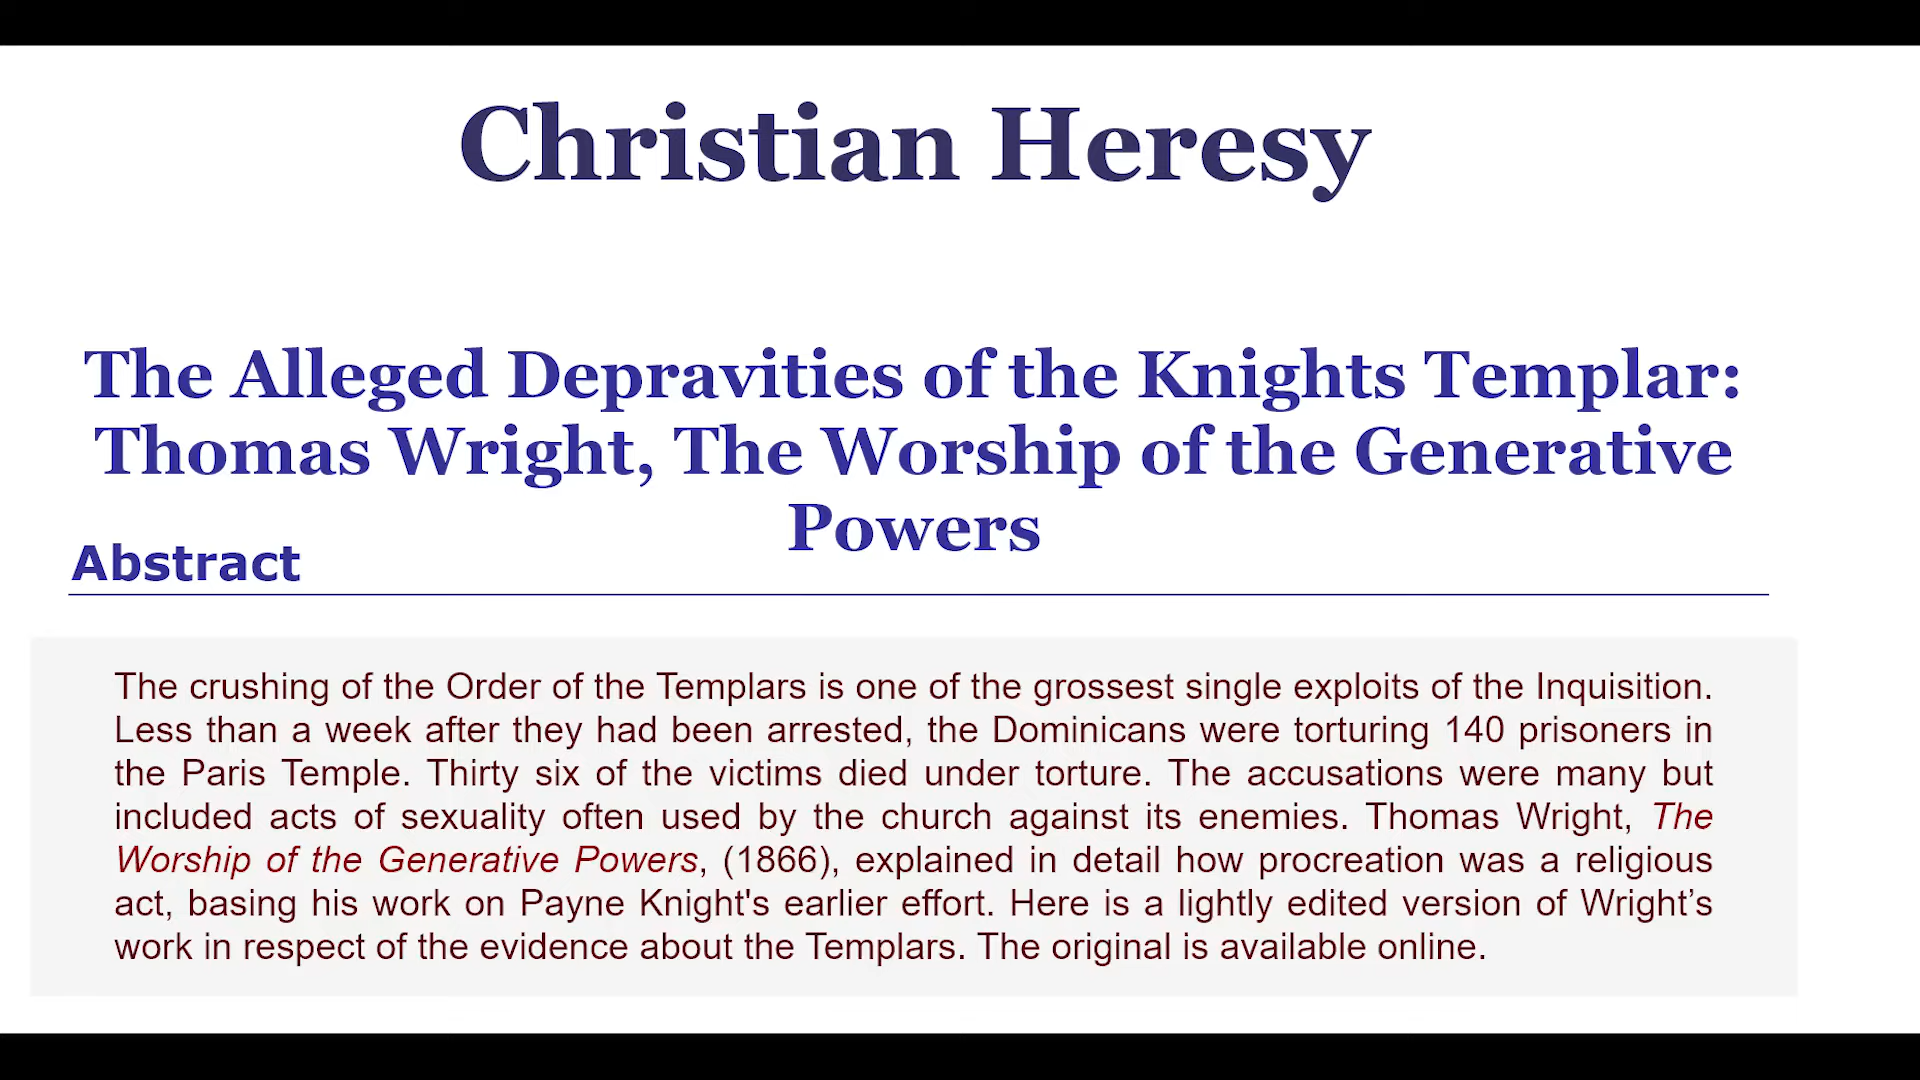 Christian Heresy
The Alleged Depravities of the Knights Templar:
Thomas Wright, The Worship of the Generative
Powers
Abstract
The crushing of the Order of the Templars is one of the grossest single exploits of the Inquisition.
Less than a week after they had been arrested, the Dominicans were torturing 140 prisoners in
the Paris Temple. Thirty six of the victims died under torture. The accusations were many but
included acts of sexuality often used by the church against its enemies. Thomas Wright, The
Worship of the Generative Powers, (1866), explained in detail how procreation was a religious
act, basing his work on Payne Knight's earlier effort. Here is a lightly edited version of Wright’s
work in respect of the evidence about the Templars. The original is available online.